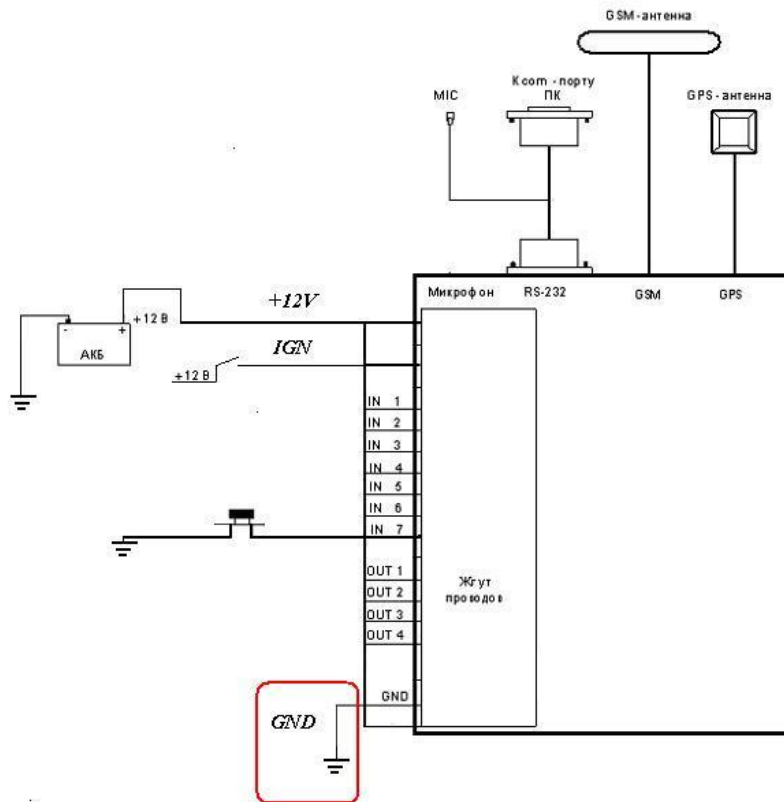 GSM-антенна
К com - порту
ПК
MIC
GPS - антенна
Микрофон
RS-232
GSM
GPS
+12V
+12 В
-
+
АКБ
IGN
+12 В
IN 1
IN 2
IN 3
IN 4
IN 5
IN 6
IN 7
OUT 1
OUT 2
OUT 3
OUT 4
Жгут
проводов
GND
GND